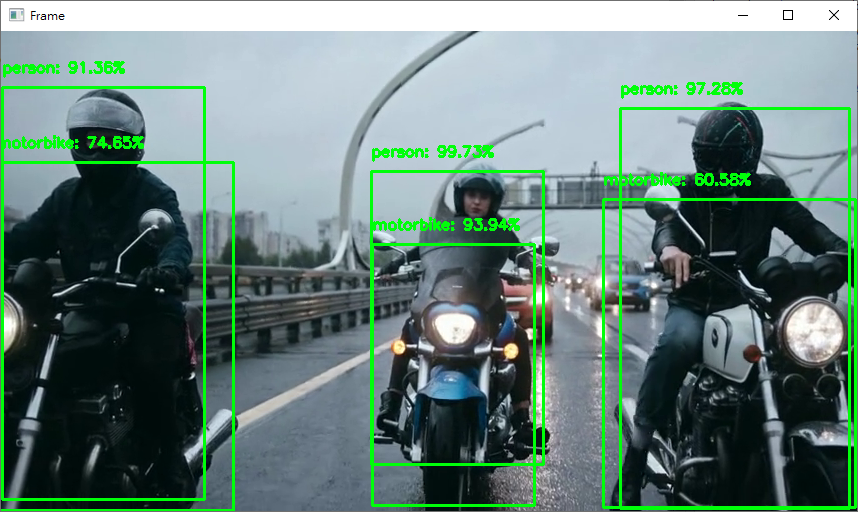 Frame
person: 91.36%
motorbike: 74.65%
person: 99.73%
motorbike: 93.94%
person: 97.28%
motorbike: 60.58%